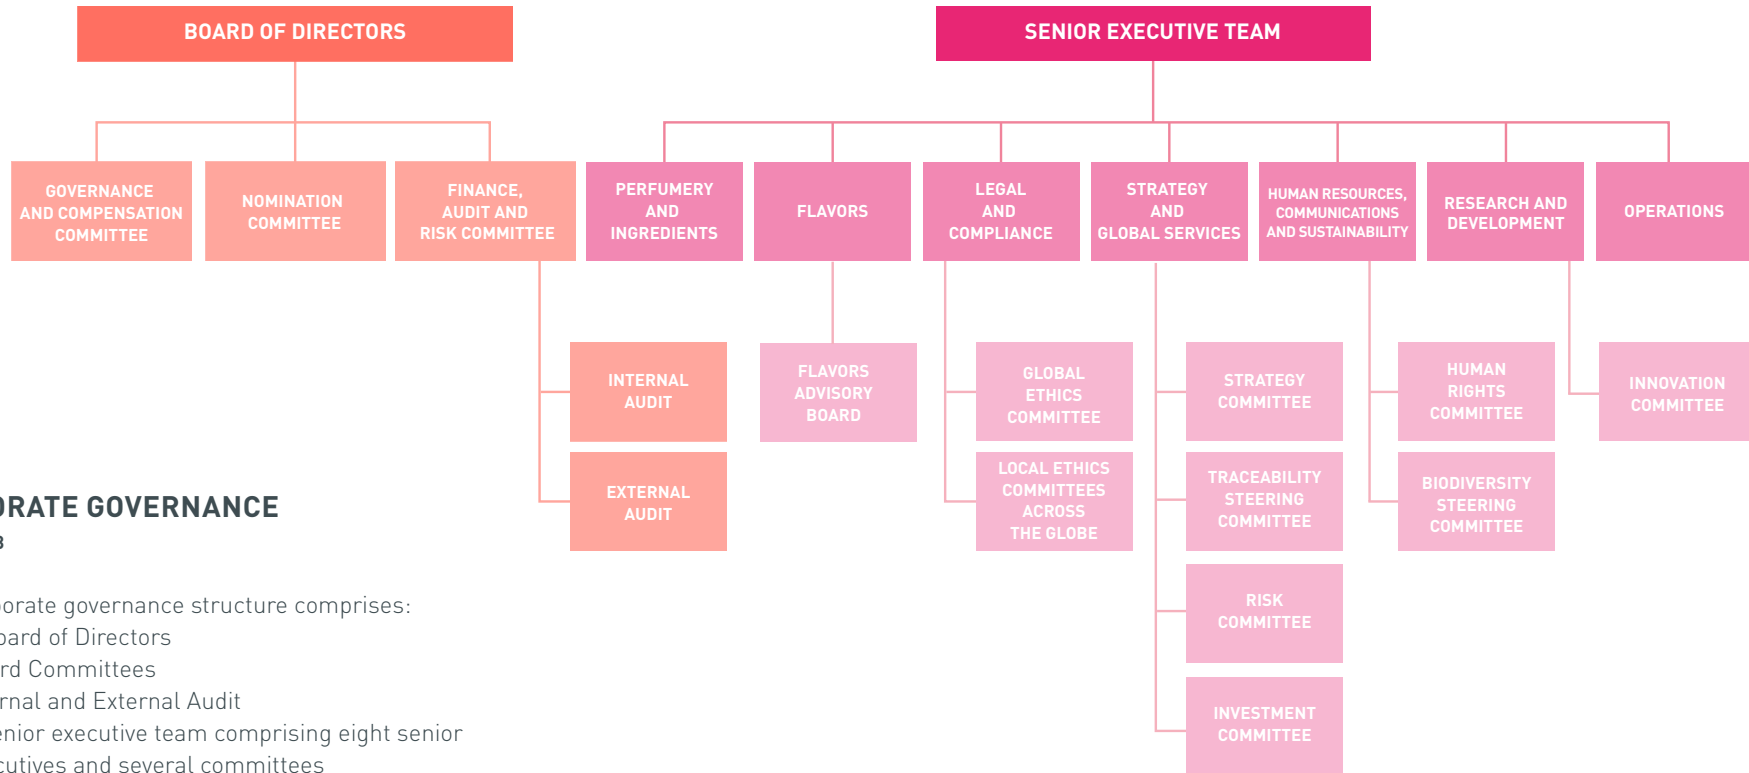 BOARD OF DIRECTORS
SENIOR EXECUTIVE TEAM
GOVERNANCE
AND COMPENSATION
COMMITTEE
NOMINATION
COMMITTEE
FINANCE,
AUDIT AND
RISK COMMITTEE
PERFUMERY
AND
INGREDIENTS
FLAVORS
LEGAL
AND
COMPLIANCE
STRATEGY
AND
GLOBAL SERVICES
HUMAN RESOURCES,
COMMUNICATIONS
AND SUSTAINABILITY
RESEARCH AND
DEVELOPMENT
OPERATIONS
INTERNAL
AUDIT
FLAVORS
ADVISORY
BOARD
GLOBAL
ETHICS
COMMITTEE
STRATEGY
COMMITTEE
HUMAN
RIGHTS
COMMITTEE
INNOVATION
COMMITTEE
EXTERNAL
AUDIT
LOCAL ETHICS
COMMITTEES
ACROSS
THE GLOBE
TRACEABILITY
STEERING
COMMITTEE
BIODIVERSITY
STEERING
COMMITTEE
RISK
COMMITTEE
INVESTMENT
COMMITTEE
ORATE GOVERNANCE
3
porate governance structure comprises:
oard of Directors
rd Committees
rnal and External Audit
enior executive team comprising eight senior
cutives and several committees